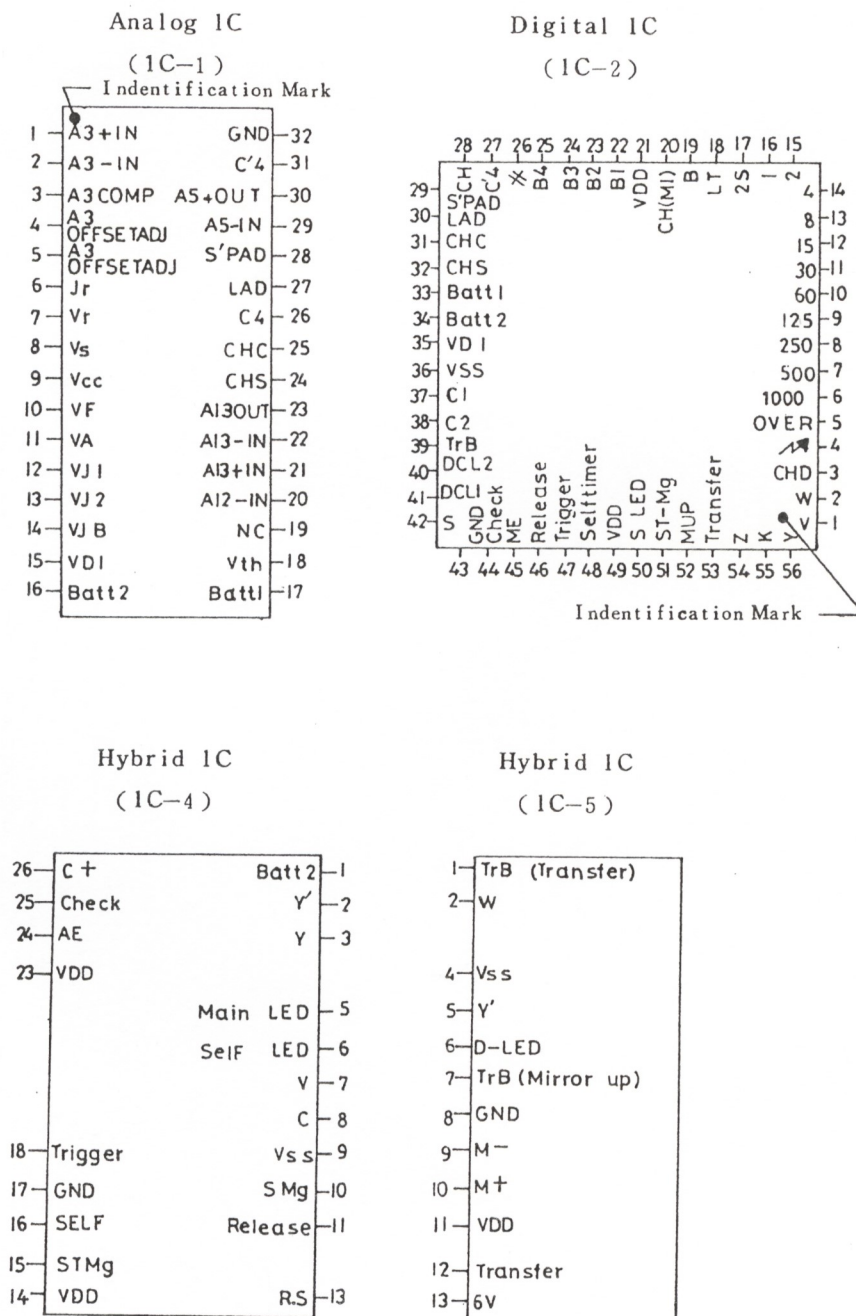 Analog 1C
(1C-1)
Indentification Mark
1 A3+IN GND 32
2 A3-IN C'4 31
3 A3COMP A5+OUT 30
4 A3 OFFSETADJ A5-IN 29
5 A3 OFFSETADJ S'PAD 28
6 Jr LAD 27
7 Vr C4 26
8 Vs CHC 25
9 Vcc CHS 24
10 VF A13OUT 23
11 VA A13-IN 22
12 VJ1 A13+IN 21
13 VJ2 A12-IN 20
14 VJB NC 19
15 VD1 Vth 18
16 Batt2 Batt1 17
Digital 1C
(1C-2)
28 27 26 25 24 23 22 21 20 19 18 17 16 15
CH C'4 B4 B3 B2 B1 VDD CH(M1) B LT 2S 1 2
29 S'PAD 4 14
30 LAD 8 13
31 CHC 15 12
32 CHS 30 11
33 Batt1 60 10
34 Batt2 125 9
35 VD1 250 8
36 VSS 500 7
37 C1 1000 6
38 C2 OVER 5
39 TrB 4
40 DCL2 CHD 3
41 DCL1 W 2
42 S V 1
GND Check ME Release Trigger Selftimer VDD S LED ST-Mg MUP Transfer Z K Y
43 44 45 46 47 48 49 50 51 52 53 54 55 56
Indentification Mark
Hybrid 1C
(1C-4)
26 C+ Batt2 1
25 Check Y' 2
24 AE Y 3
23 VDD
Main LED 5
Self LED 6
V 7
C 8
18 Trigger Vss 9
17 GND SMg 10
16 SELF Release 11
15 STMg
14 VDD R.S 13
Hybrid 1C
(1C-5)
1 TrB (Transfer)
2 W
4 Vss
5 Y'
6 D-LED
7 TrB (Mirror up)
8 GND
9 M-
10 M+
11 VDD
12 Transfer
13 6V